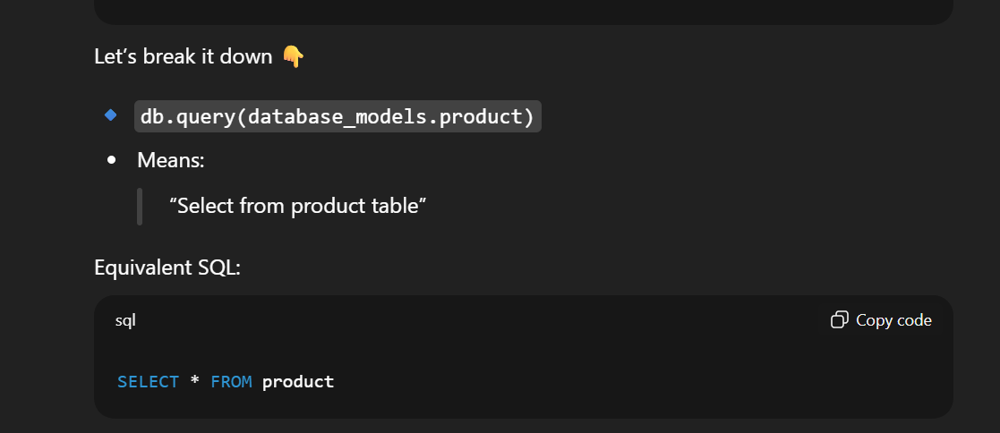 Let’s break it down 👇
db.query(database_models.product)
Means:
“Select from product table”
Equivalent SQL:
sql
Copy code
SELECT * FROM product